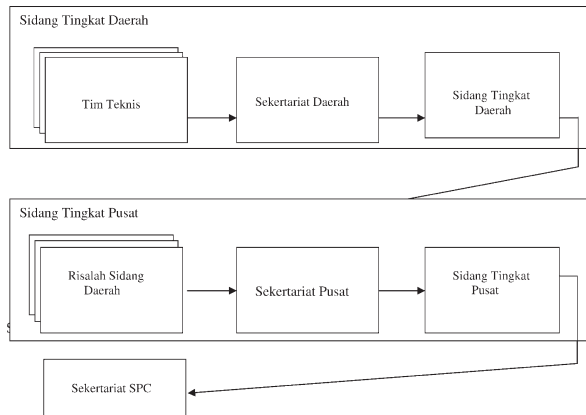 Sidang Tingkat Daerah
Tim Teknis
Sekertariat Daerah
Sidang Tingkat
Daerah
Sidang Tingkat Pusat
Risalah Sidang
Daerah
Sekertariat Pusat
Sidang Tingkat
Pusat
Sekertariat SPC